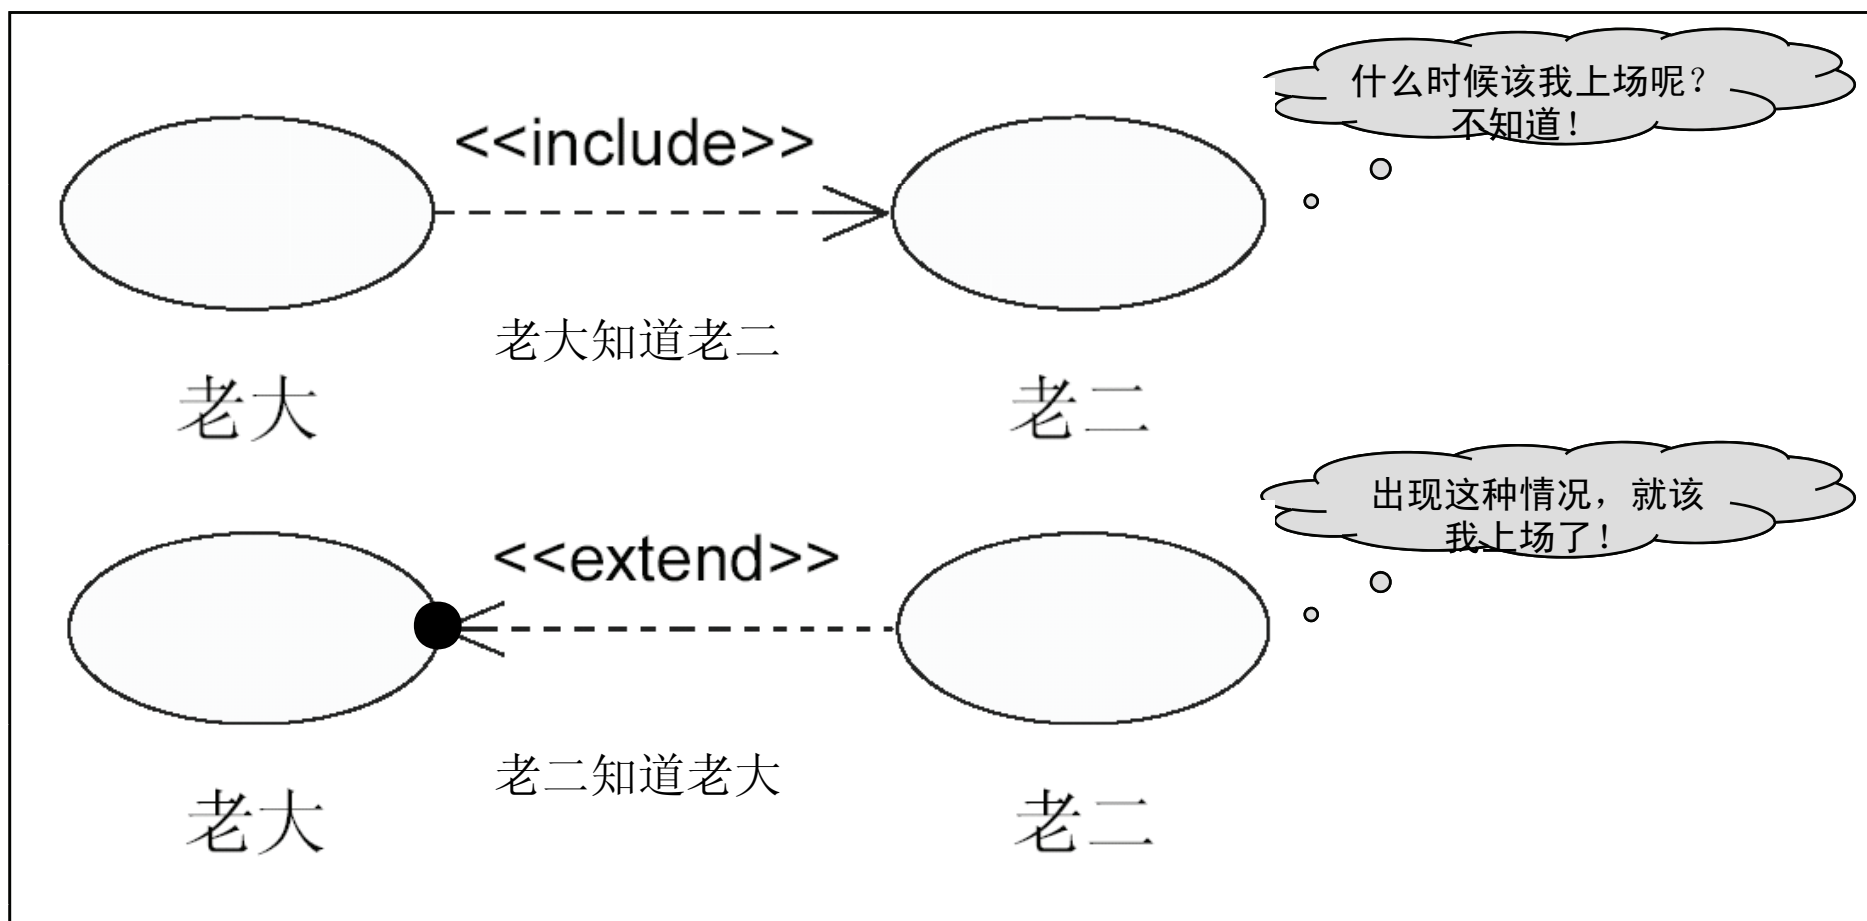 什么时候该我上场呢？
不知道！
<<include>>
老大知道老二
老大
老二
出现这种情况，就该
我上场了！
<<extend>>
老二知道老大
老大
老二